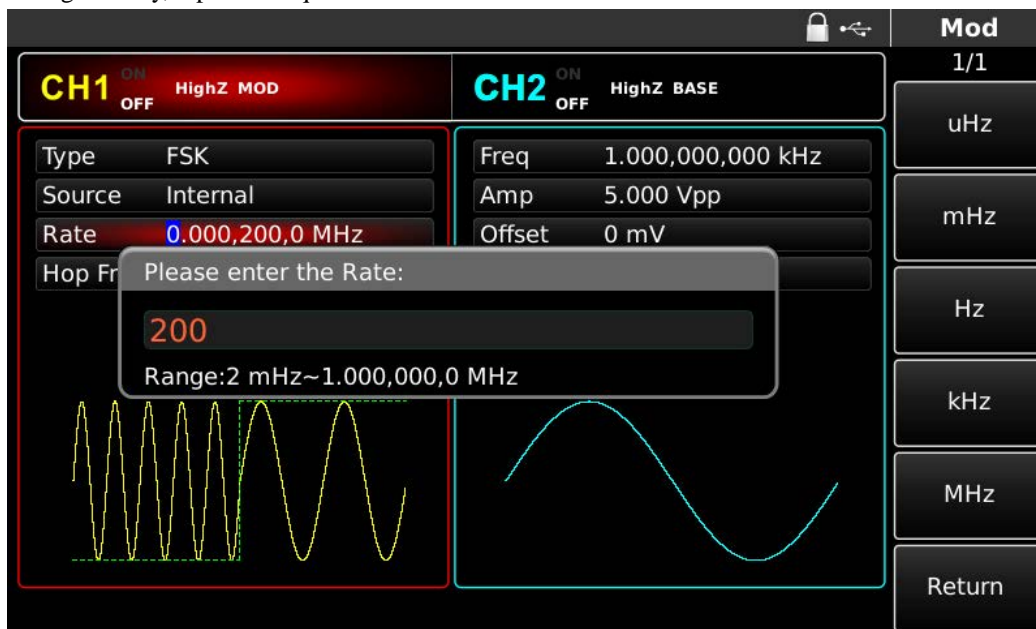 Mod
1/1
CH1 ON OFF HighZ MOD
CH2 ON OFF HighZ BASE
uHz
Type FSK
Freq 1.000,000,000 kHz
Source Internal
Amp 5.000 Vpp
mHz
Rate 0.000,200,0 MHz
Offset 0 mV
Hop Fr
Please enter the Rate:
Hz
200
Range:2 mHz~1.000,000,0 MHz
kHz
MHz
Return